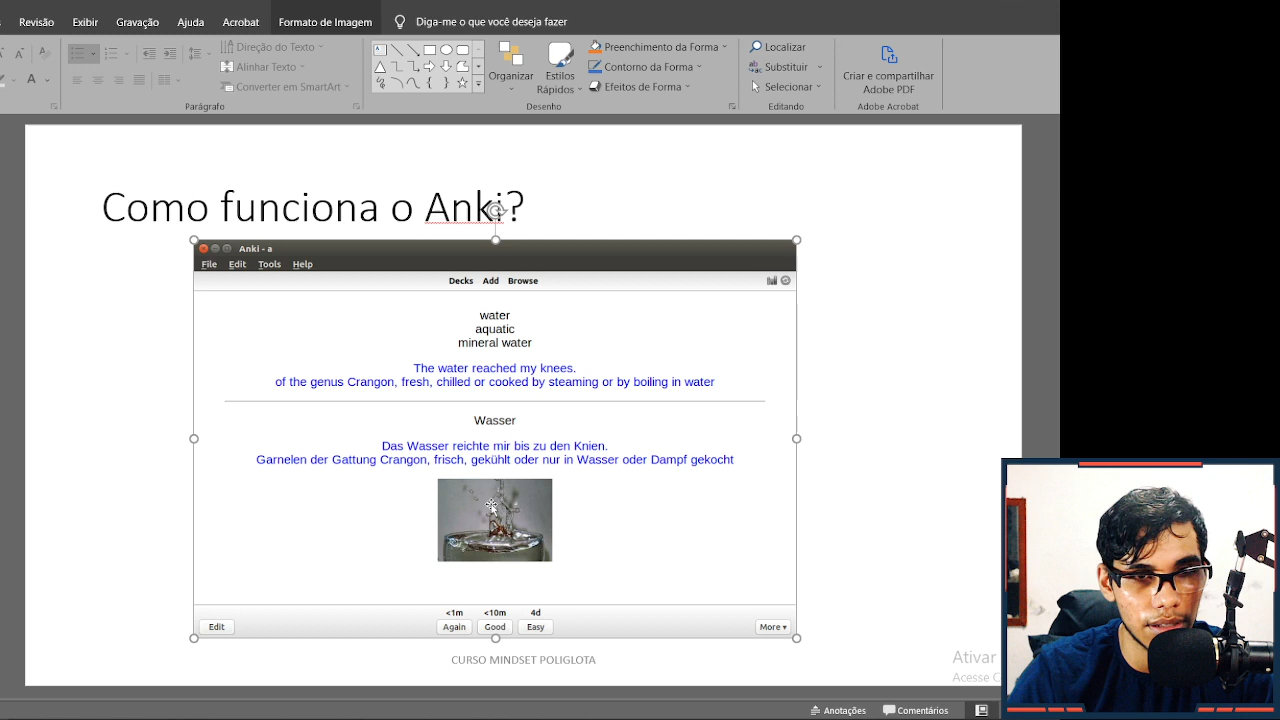 Revisão Exibir Gravação Ajuda Acrobat Formato de Imagem Diga-me o que você deseja fazer
Direção do Texto
Alinhar Texto
Converter em SmartArt
Parágrafo
Organizar
Estilos
Rápidos
Preenchimento da Forma
Contorno da Forma
Efeitos de Forma
Desenho
Localizar
Substituir
Selecionar
Editando
Criar e compartilhar
Adobe PDF
Adobe Acrobat
Como funciona o Anki?
Anki - a
File Edit Tools Help
Decks Add Browse
water
aquatic
mineral water
The water reached my knees.
of the genus Crangon, fresh, chilled or cooked by steaming or by boiling in water
Wasser
Das Wasser reichte mir bis zu den Knien.
Garnelen der Gattung Crangon, frisch, gekühlt oder nur in Wasser oder Dampf gekocht
<1m <10m 4d
Edit Again Good Easy More
CURSO MINDSET POLIGLOTA
Ativar
Acesse
Anotações Comentários